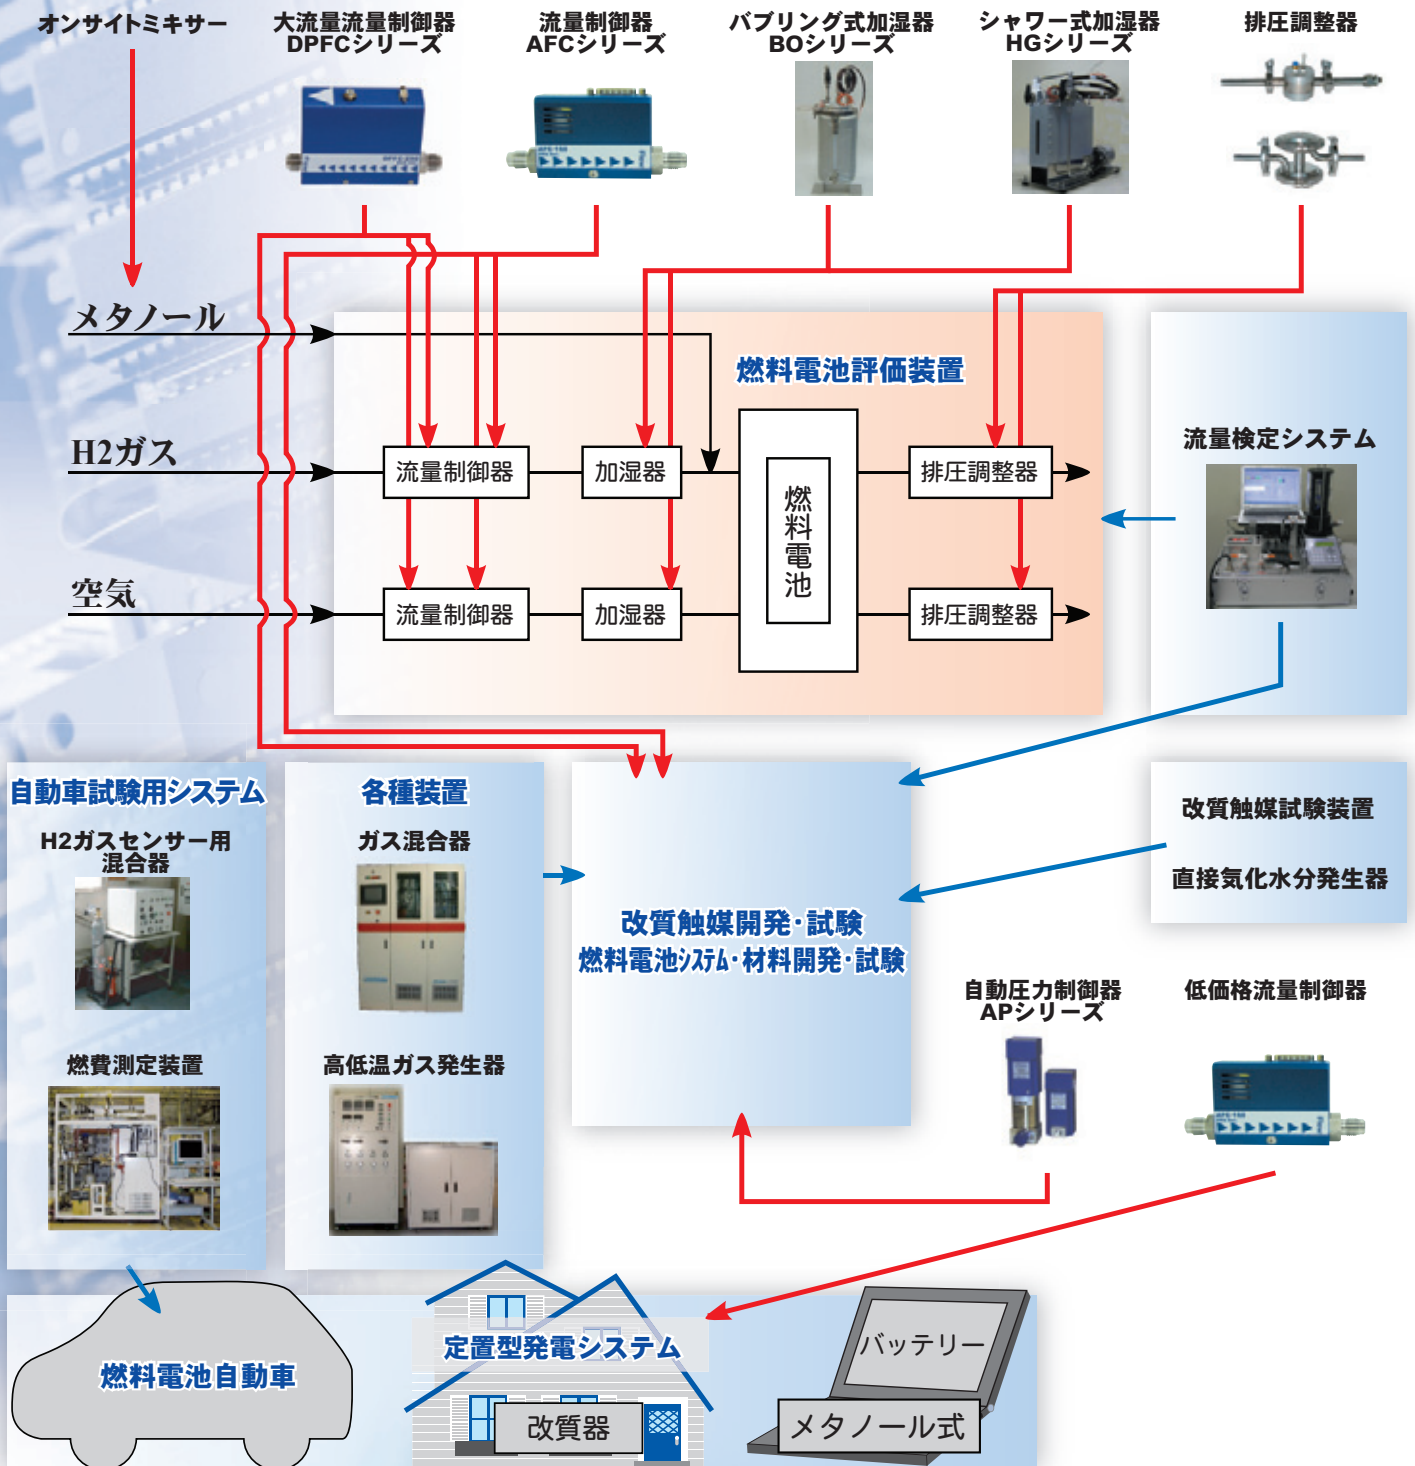 オンサイトミキサー
大流量流量制御器
DPFCシリーズ
流量制御器
AFCシリーズ
バブリング式加湿器
BOシリーズ
シャワー式加湿器
HGシリーズ
排圧調整器
メタノール
燃料電池評価装置
H2ガス
流量制御器
加湿器
排圧調整器
燃料電池
空気
流量制御器
加湿器
排圧調整器
流量検定システム
自動車試験用システム
H2ガスセンサー用
混合器
燃費測定装置
各種装置
ガス混合器
高低温ガス発生器
改質触媒開発・試験
燃料電池システム・材料開発・試験
改質触媒試験装置
直接気化水分発生器
自動圧力制御器
APシリーズ
低価格流量制御器
燃料電池自動車
定置型発電システム
改質器
バッテリー
メタノール式